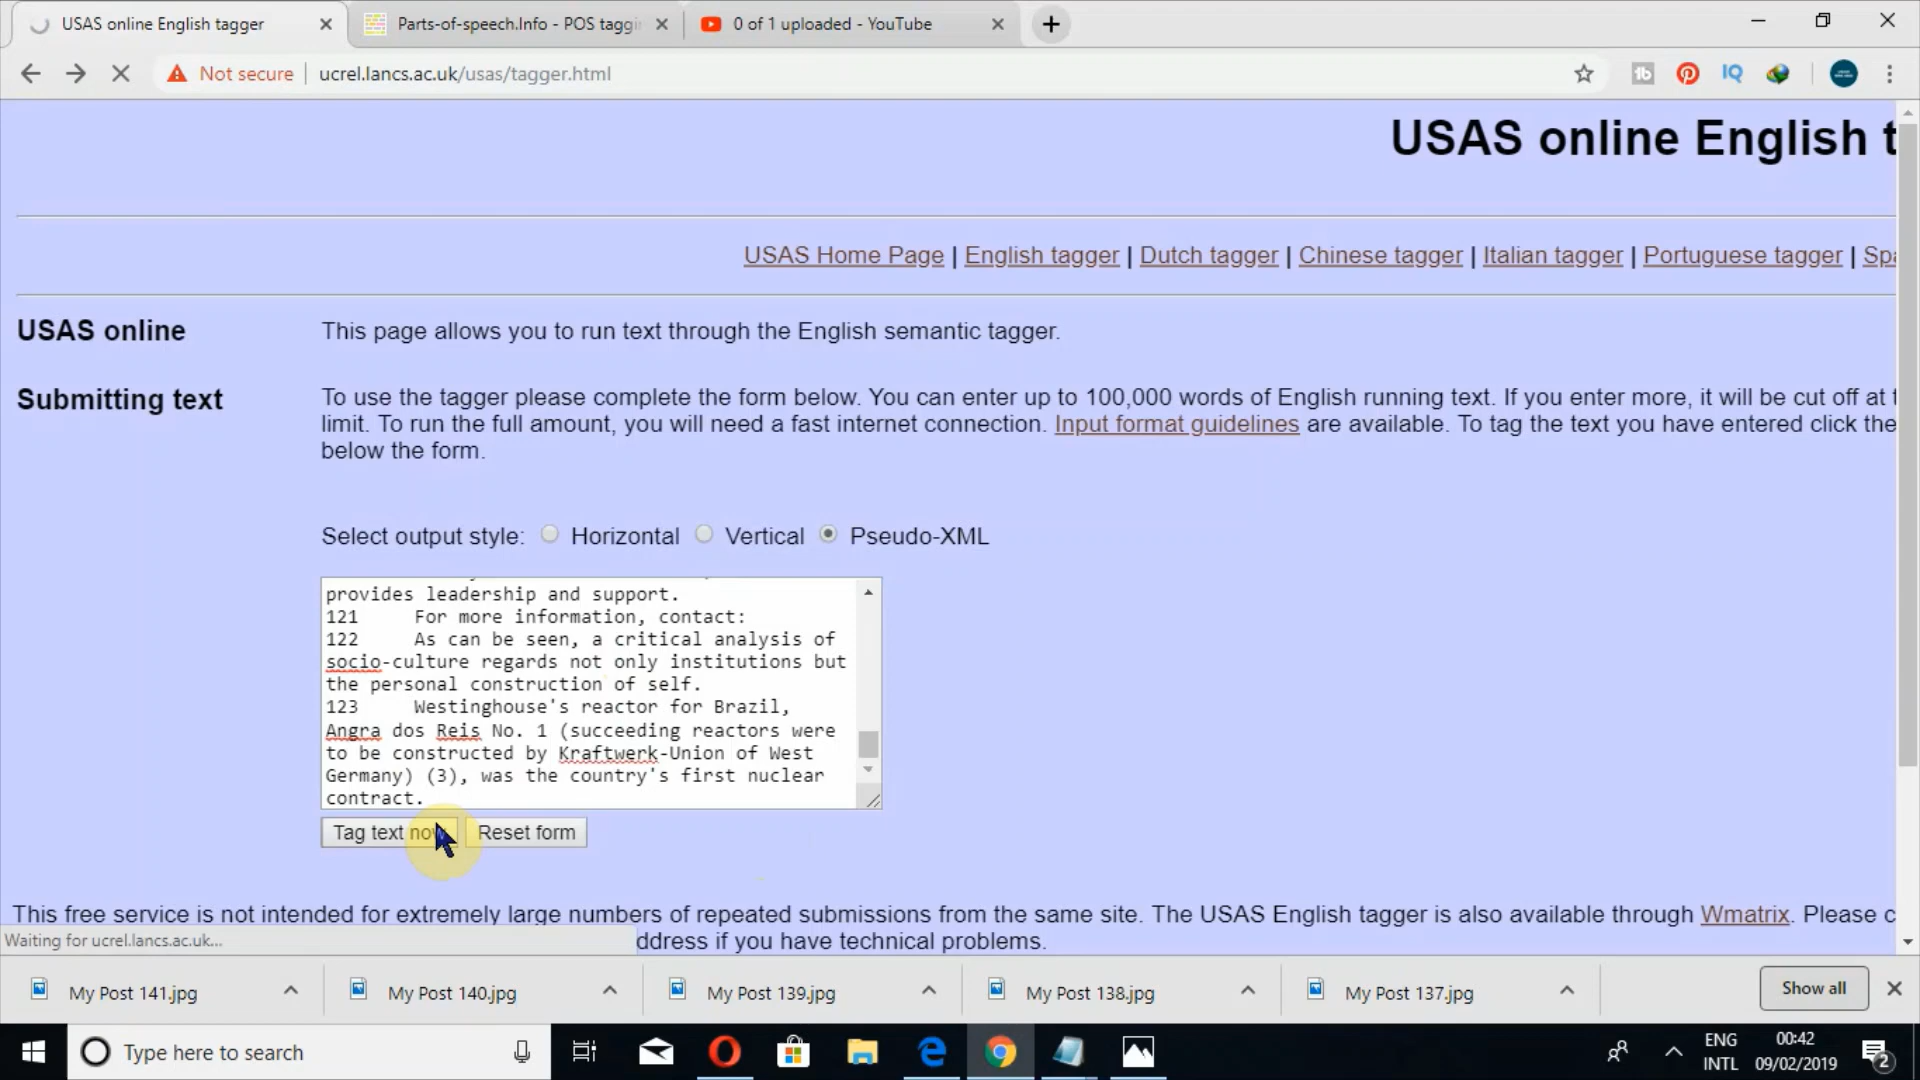 USAS online English tagger
Parts-of-speech.Info - POS taggi
0 of 1 uploaded - YouTube
Not secure
ucrel.lancs.ac.uk/usas/tagger.html
USAS online English t
USAS Home Page | English tagger | Dutch tagger | Chinese tagger | Italian tagger | Portuguese tagger | Spa
USAS online
This page allows you to run text through the English semantic tagger.
Submitting text
To use the tagger please complete the form below. You can enter up to 100,000 words of English running text. If you enter more, it will be cut off at t
limit. To run the full amount, you will need a fast internet connection. Input format guidelines are available. To tag the text you have entered click the
below the form.
Select output style: Horizontal Vertical Pseudo-XML
provides leadership and support.
121 For more information, contact:
122 As can be seen, a critical analysis of
socio-culture regards not only institutions but
the personal construction of self.
123 Westinghouse's reactor for Brazil,
Angra dos Reis No. 1 (succeeding reactors were
to be constructed by Kraftwerk-Union of West
Germany) (3), was the country's first nuclear
contract.
Tag text now Reset form
This free service is not intended for extremely large numbers of repeated submissions from the same site. The USAS English tagger is also available through Wmatrix. Please c
Waiting for ucrel.lancs.ac.uk...
ddress if you have technical problems.
My Post 141.jpg
My Post 140.jpg
My Post 139.jpg
My Post 138.jpg
My Post 137.jpg
Show all
Type here to search
ENG
INTL
00:42
09/02/2019
2